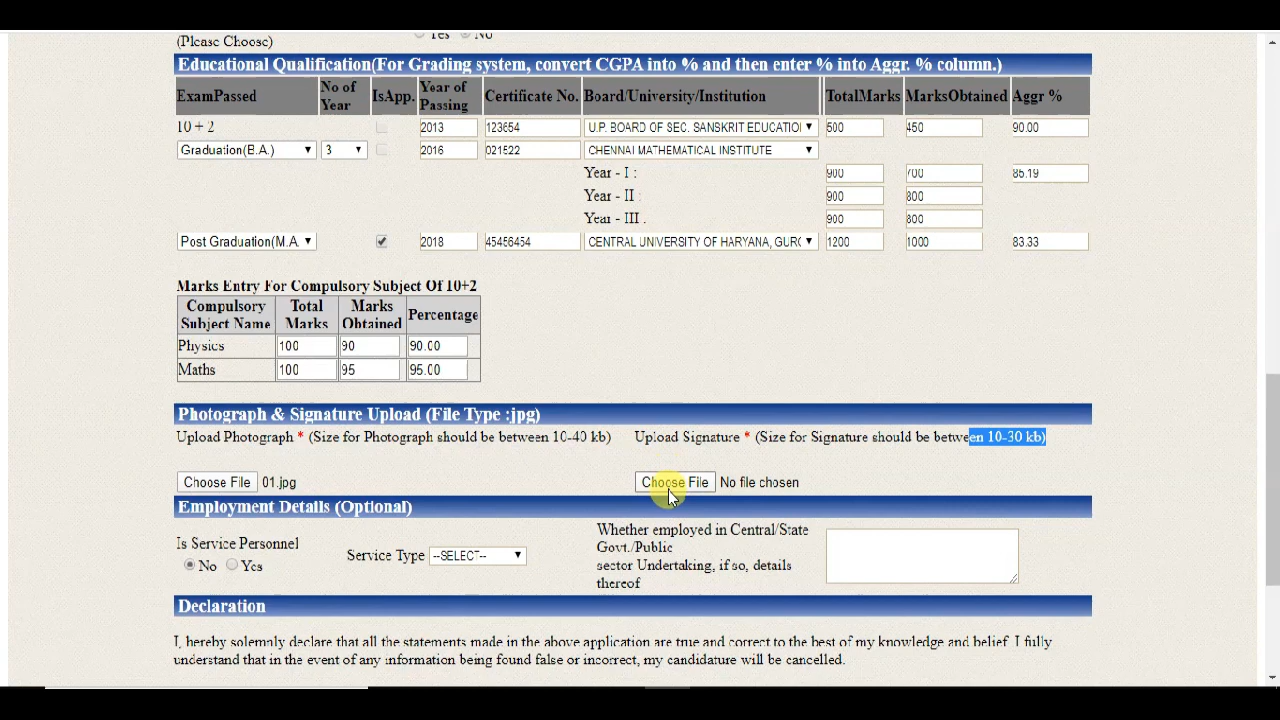 Yes No
(Please Choose)
Educational Qualification(For Grading system, convert CGPA into % and then enter % into Aggr. % column.)
ExamPassed No of Year IsApp. Year of Passing Certificate No. Board/University/Institution TotalMarks MarksObtained Aggr %
10 + 2 2013 123654 U.P. BOARD OF SEC. SANSKRIT EDUCATIO 500 450 90.00
Graduation(B.A.) 3 2016 021522 CHENNAI MATHEMATICAL INSTITUTE
Year - I : 900 700 85.19
Year - II : 900 800
Year - III : 900 800
Post Graduation(M.A. 2018 45456454 CENTRAL UNIVERSITY OF HARYANA, GURG 1200 1000 83.33
Marks Entry For Compulsory Subject Of 10+2
Compulsory Subject Name Total Marks Marks Obtained Percentage
Physics 100 90 90.00
Maths 100 95 95.00
Photograph & Signature Upload (File Type :jpg)
Upload Photograph * (Size for Photograph should be between 10-40 kb) Upload Signature * (Size for Signature should be between 10-30 kb)
Choose File 01.jpg Choose File No file chosen
Employment Details (Optional)
Is Service Personnel
No Yes
Service Type --SELECT--
Whether employed in Central/State
Govt./Public
sector Undertaking, if so, details
thereof
Declaration
I, hereby solemnly declare that all the statements made in the above application are true and correct to the best of my knowledge and belief. I fully
understand that in the event of any information being found false or incorrect, my candidature will be cancelled.